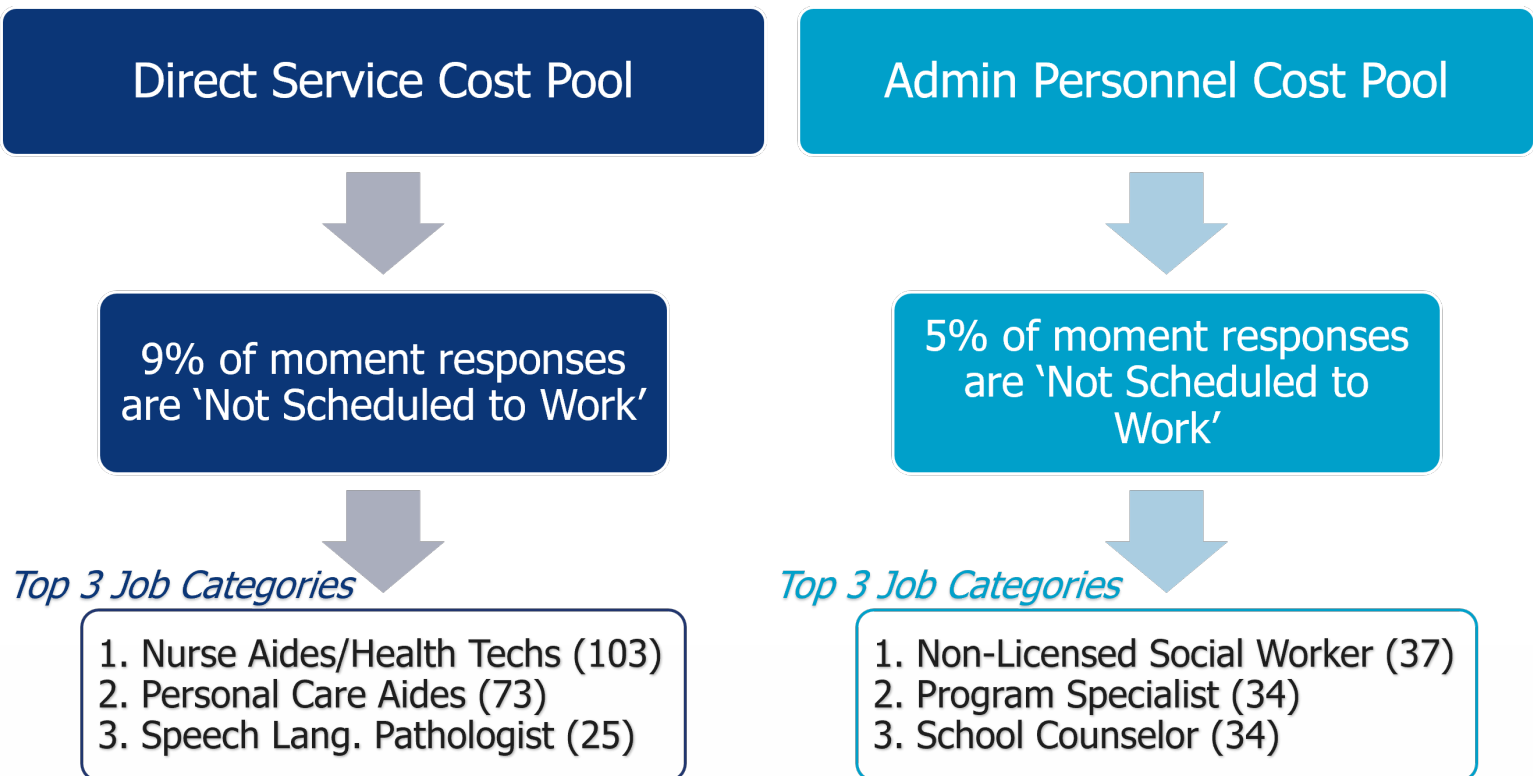 Direct Service Cost Pool
9% of moment responses
are ‘Not Scheduled to Work’
Top 3 Job Categories
1. Nurse Aides/Health Techs (103)
2. Personal Care Aides (73)
3. Speech Lang. Pathologist (25)
Admin Personnel Cost Pool
5% of moment responses
are ‘Not Scheduled to
Work’
Top 3 Job Categories
1. Non-Licensed Social Worker (37)
2. Program Specialist (34)
3. School Counselor (34)